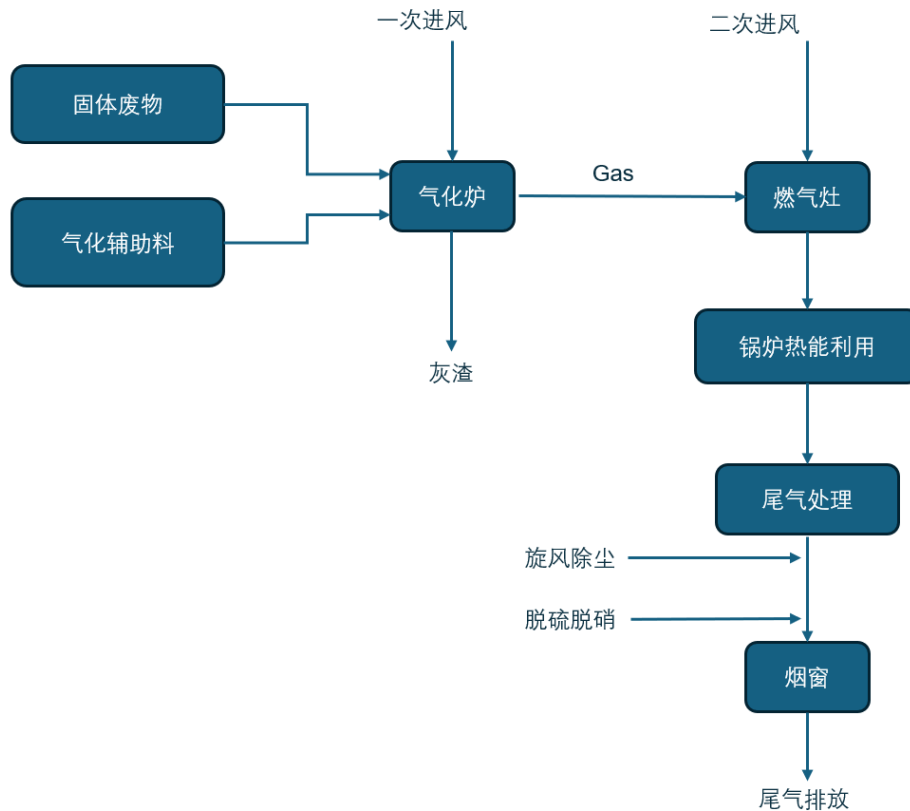 一次进风
二次进风
固体废物
气化炉
Gas
燃气灶
气化辅助料
锅炉热能利用
灰渣
尾气处理
旋风除尘
脱硫脱硝
烟窗
尾气排放